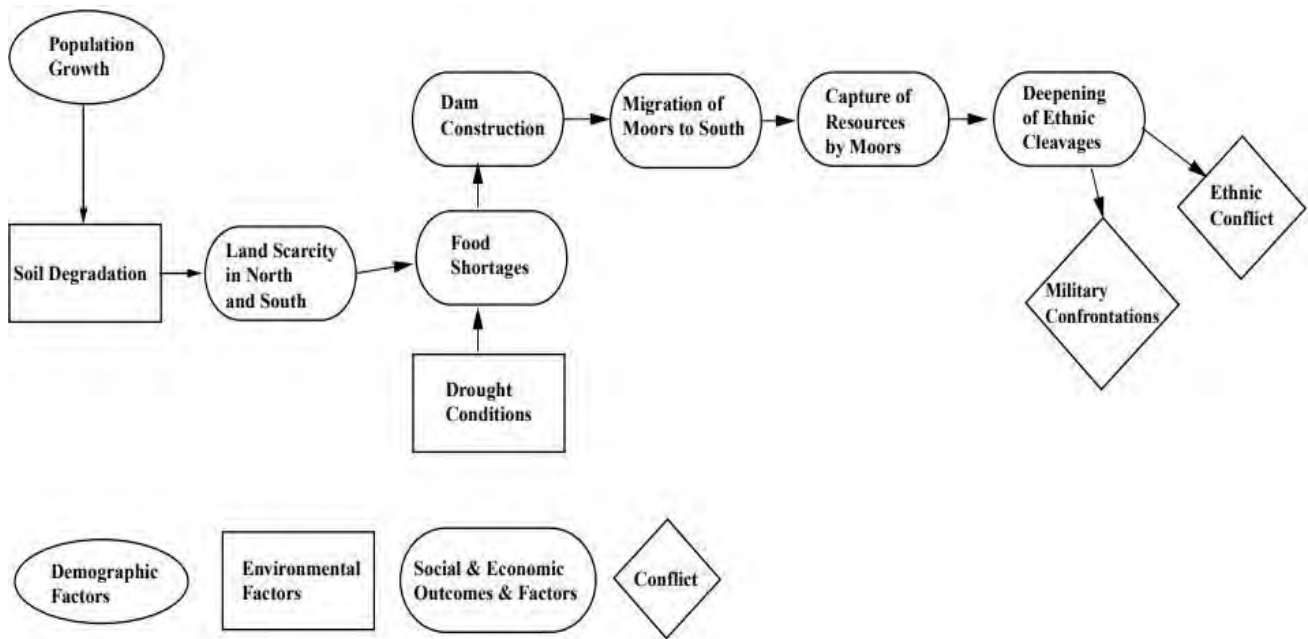 Population
Growth
Soil Degradation
Land Scarcity
in North
and South
Food
Shortages
Drought
Conditions
Dam
Construction
Migration of
Moors to South
Capture of
Resources
by Moors
Deepening
of Ethnic
Cleavages
Ethnic
Conflict
Military
Confrontations
Demographic
Factors
Environmental
Factors
Social & Economic
Outcomes & Factors
Conflict